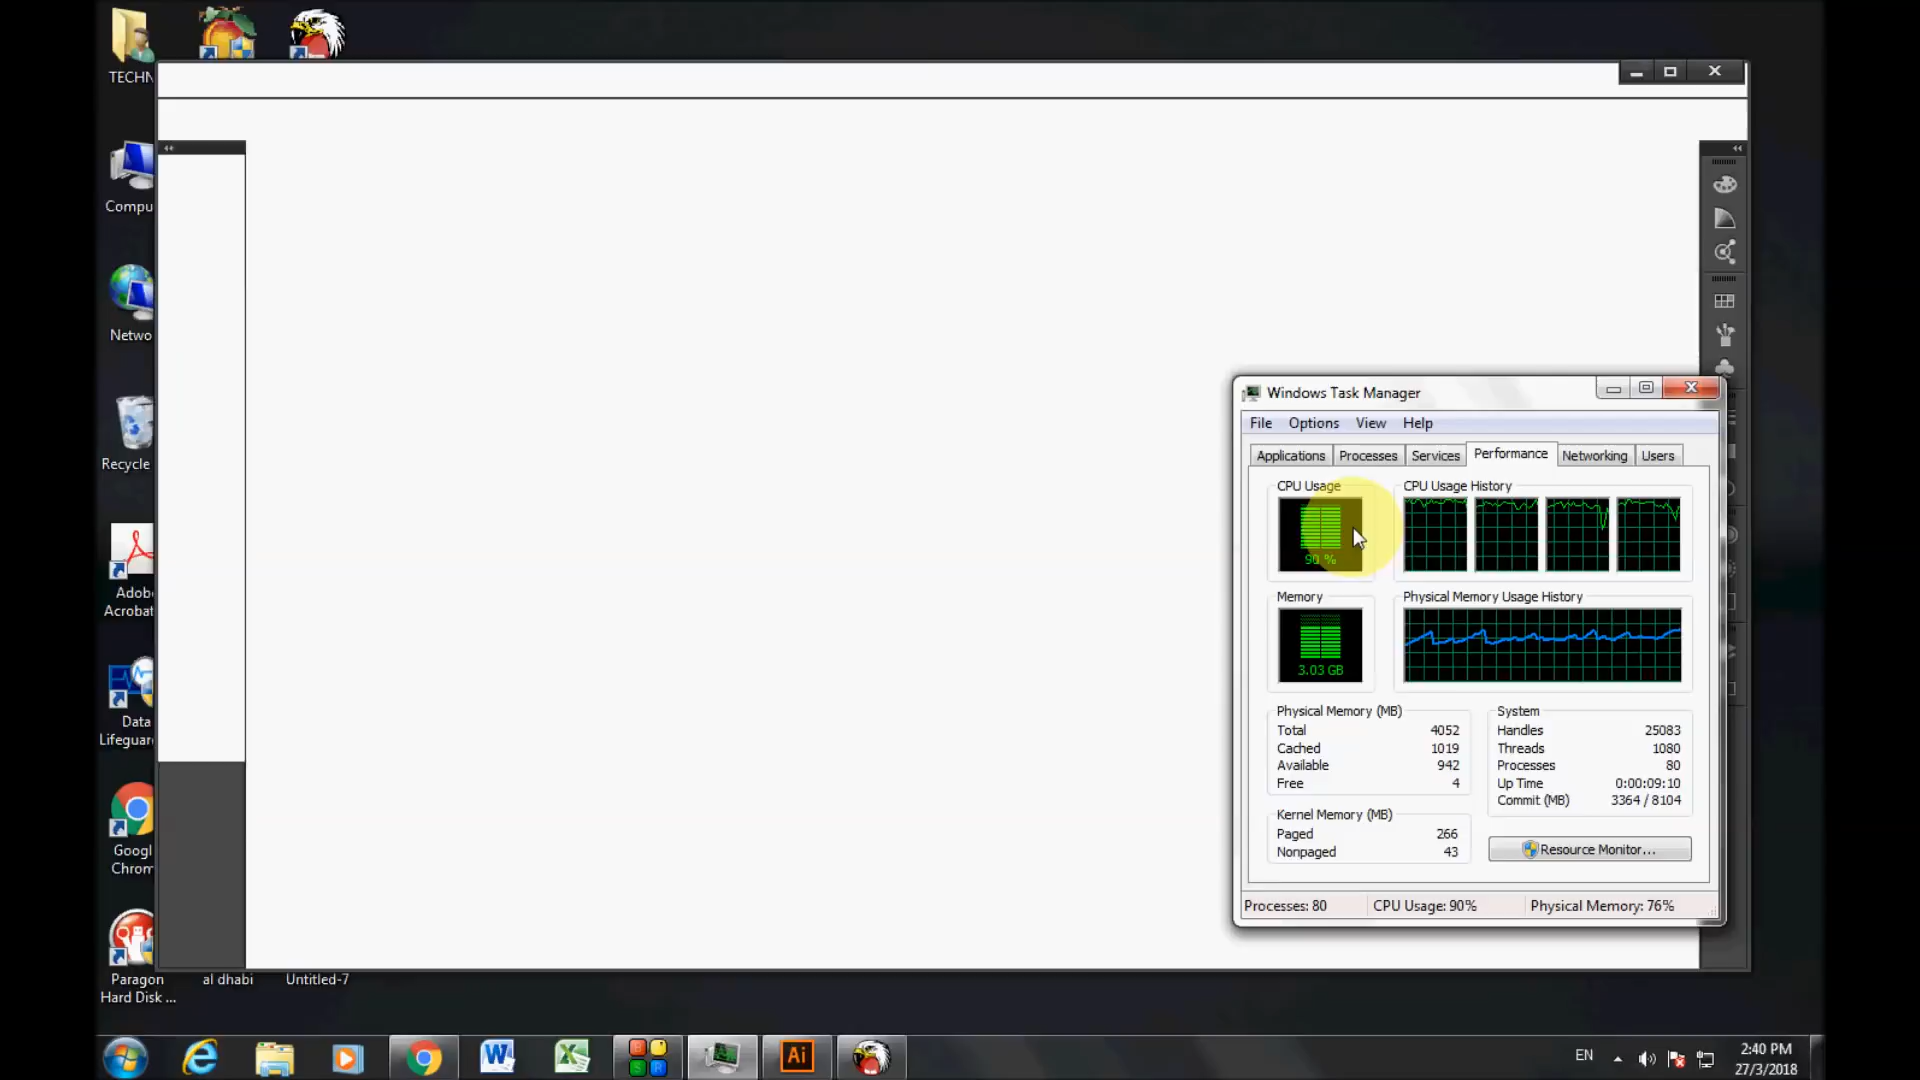 TECHN
Compu
Netwo
Recycle
Adob
Acrobat
Data
Lifeguar
Googl
Chrom
Paragon
Hard Disk ...
al dhabi
Untitled-7
Windows Task Manager
File Options View Help
Applications Processes Services Performance Networking Users
CPU Usage
CPU Usage History
90 %
Memory
Physical Memory Usage History
3.03 GB
Physical Memory (MB)
Total 4052
Cached 1019
Available 942
Free 4
System
Handles 25083
Threads 1080
Processes 80
Up Time 0:00:09:10
Commit (MB) 3364 / 8104
Kernel Memory (MB)
Paged 266
Nonpaged 43
Resource Monitor...
Processes: 80 CPU Usage: 90% Physical Memory: 76%
Ai
EN
2:40 PM
27/3/2018